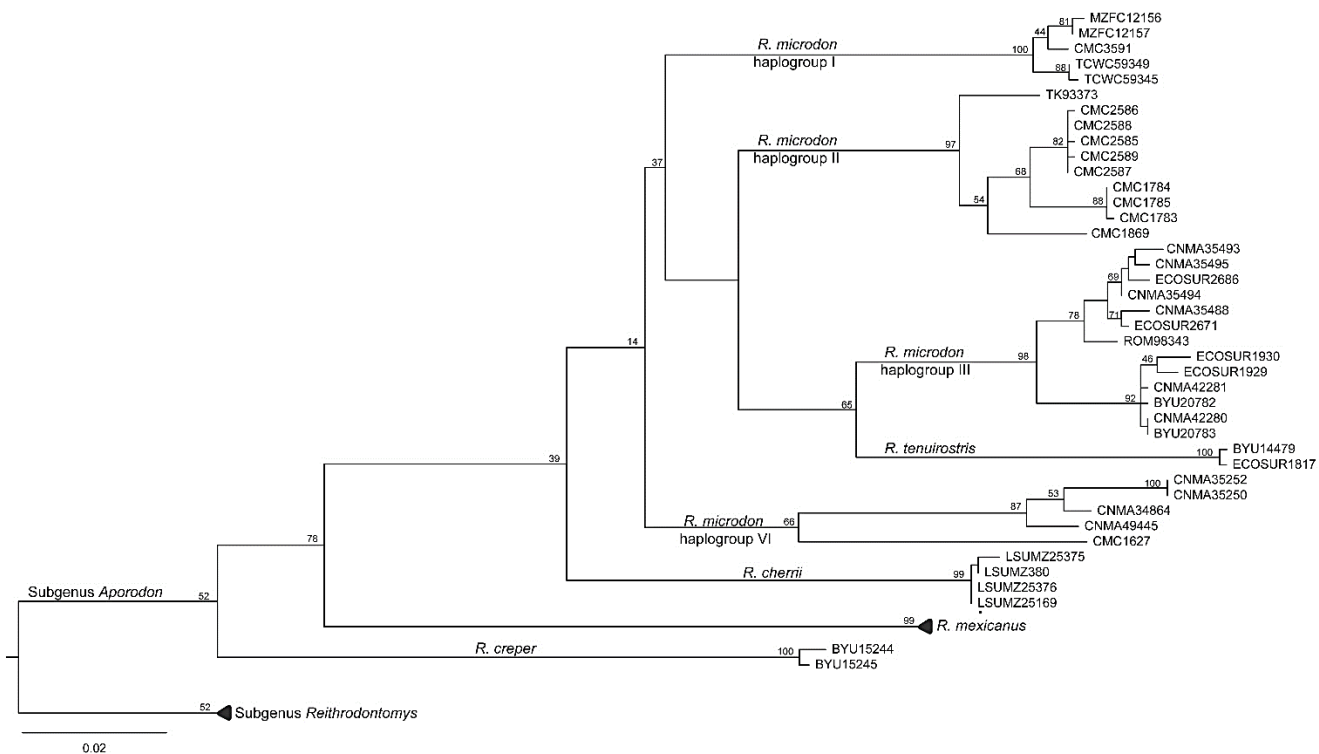 81
MZFC12156
MZFC12157
44
CMC3591
R. microdon
haplogroup I
100
TCWC59349
88
TCWC59345
TK93373
CMC2586
CMC2588
R. microdon
haplogroup II
97
82
CMC2585
CMC2589
CMC2587
37
68
CMC1784
88
CMC1785
54
CMC1783
CMC1869
CNMA35493
CNMA35495
69
ECOSUR2686
CNMA35494
CNMA35488
78
71
ECOSUR2671
ROM98343
14
R. microdon
haplogroup III
98
46
ECOSUR1930
ECOSUR1929
CNMA42281
92
BYU20782
65
CNMA42280
BYU20783
R. tenuirostris
100
BYU14479
ECOSUR1817
39
100
CNMA35252
CNMA35250
53
87
CNMA34864
R. microdon
haplogroup VI
66
CNMA49445
CMC1627
78
LSUMZ25375
R. cherrii
99
LSUMZ380
LSUMZ25376
LSUMZ25169
Subgenus Aporodon
52
99
R. mexicanus
R. creper
100
BYU15244
BYU15245
52
Subgenus Reithrodontomys
0.02